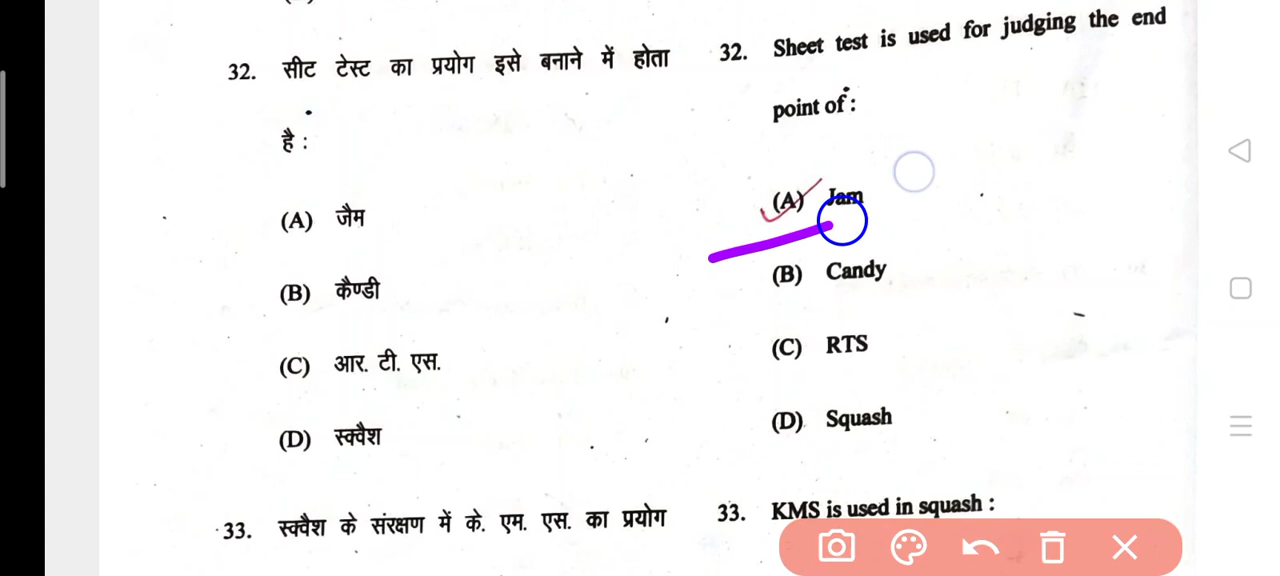 32. सीट टेस्ट का प्रयोग इसे बनाने में होता
है :
(A) जैम
(B) कैण्डी
(C) आर. टी. एस.
(D) स्क्वैश
33. स्क्वैश के संरक्षण में के. एम. एस. का प्रयोग
32. Sheet test is used for judging the end
point of :
(A) Jam
(B) Candy
(C) RTS
(D) Squash
33. KMS is used in squash :